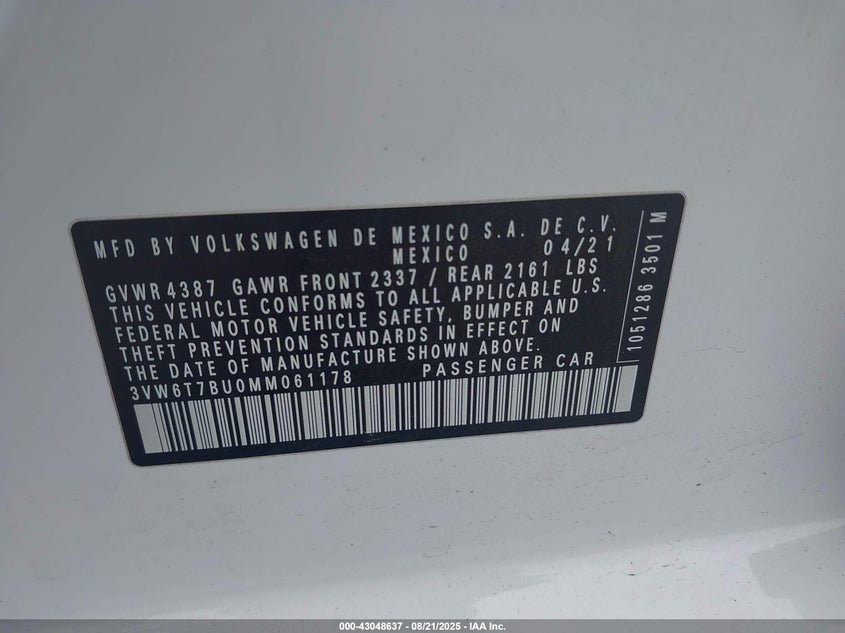 MFD BY VOLKSWAGEN DE MEXICO S.A. DE C.V.
MEXICO 04/21
GVWR 4387 GAWR FRONT 2337 / REAR 2161 LBS
THIS VEHICLE CONFORMS TO ALL APPLICABLE U.S.
FEDERAL MOTOR VEHICLE SAFETY, BUMPER AND
THEFT PREVENTION STANDARDS IN EFFECT ON
THE DATE OF MANUFACTURE SHOWN ABOVE.
3VW6T7BU0MM061178 PASSENGER CAR
1051286 3501 M
000-43048637 - 08/21/2025 - IAA Inc.